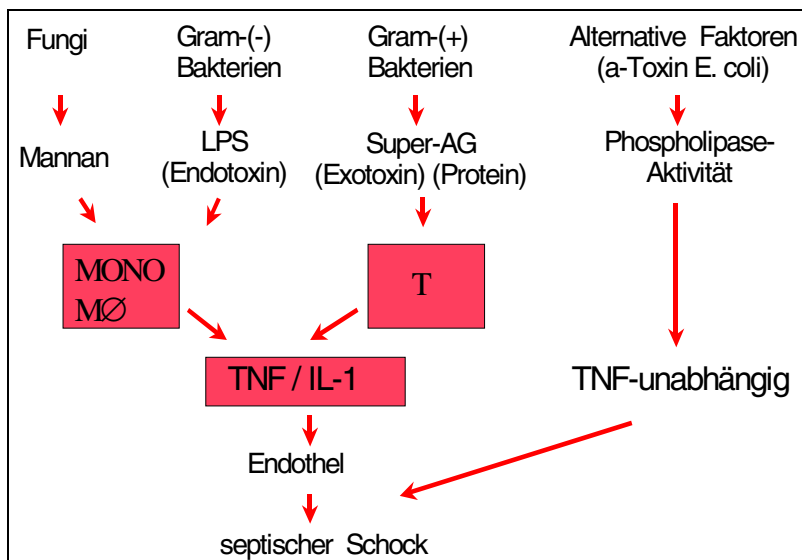 Fungi
Gram-(-)
Bakterien
Gram-(+)
Bakterien
Alternative Faktoren
(a-Toxin E. coli)
Mannan
LPS
(Endotoxin)
Super-AG
(Exotoxin) (Protein)
Phospholipase-
Aktivität
MONO
MØ
T
TNF / IL-1
TNF-unabhängig
Endothel
septischer Schock